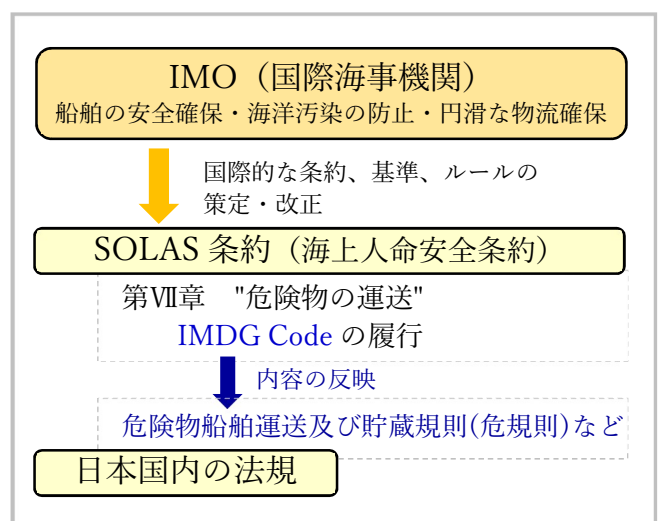 IMO（国際海事機関）
船舶の安全確保・海洋汚染の防止・円滑な物流確保
国際的な条約、基準、ルールの
策定・改正
SOLAS 条約（海上人命安全条約）
第Ⅶ章　"危険物の運送"
IMDG Code の履行
内容の反映
危険物船舶運送及び貯蔵規則(危規則)など
日本国内の法規